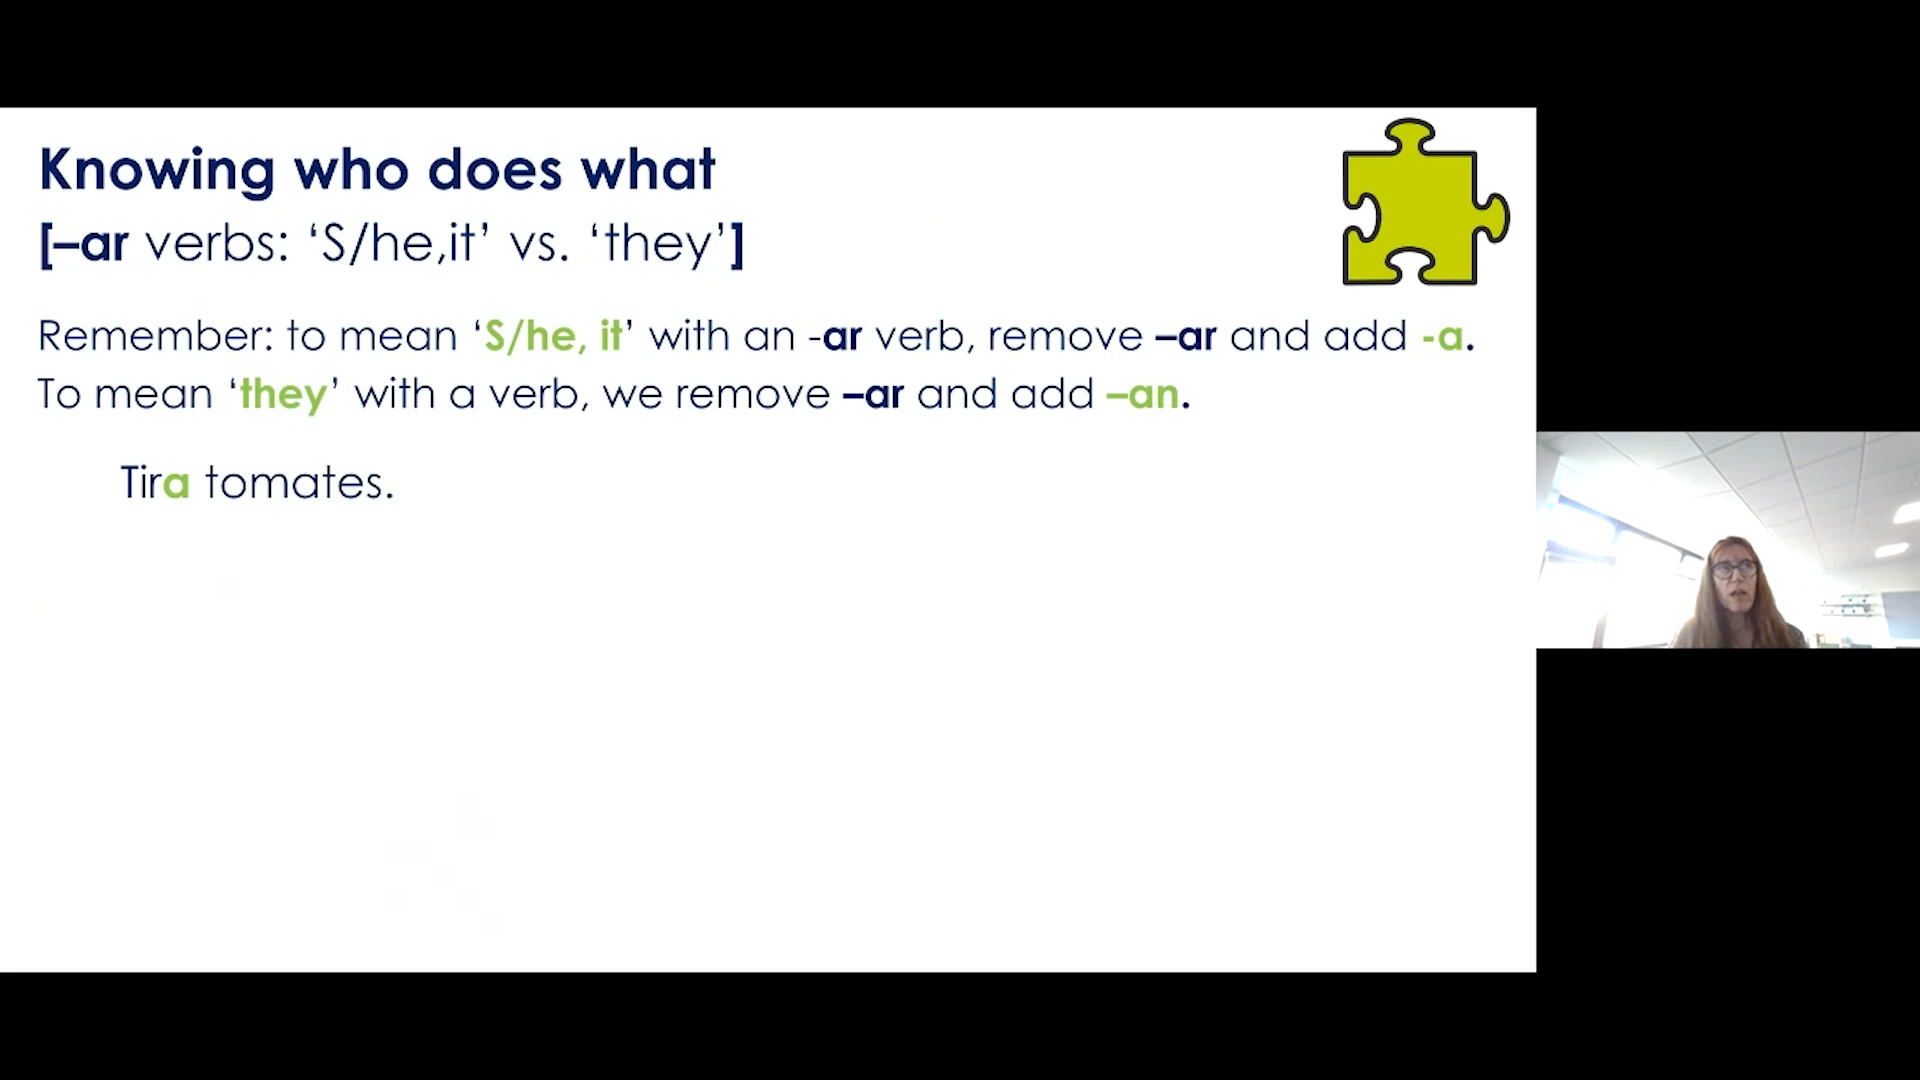 Knowing who does what
[–ar verbs: ‘S/he,it’ vs. ‘they’]
Remember: to mean ‘S/he, it’ with an -ar verb, remove –ar and add -a.
To mean ‘they’ with a verb, we remove –ar and add –an.
Tira tomates.